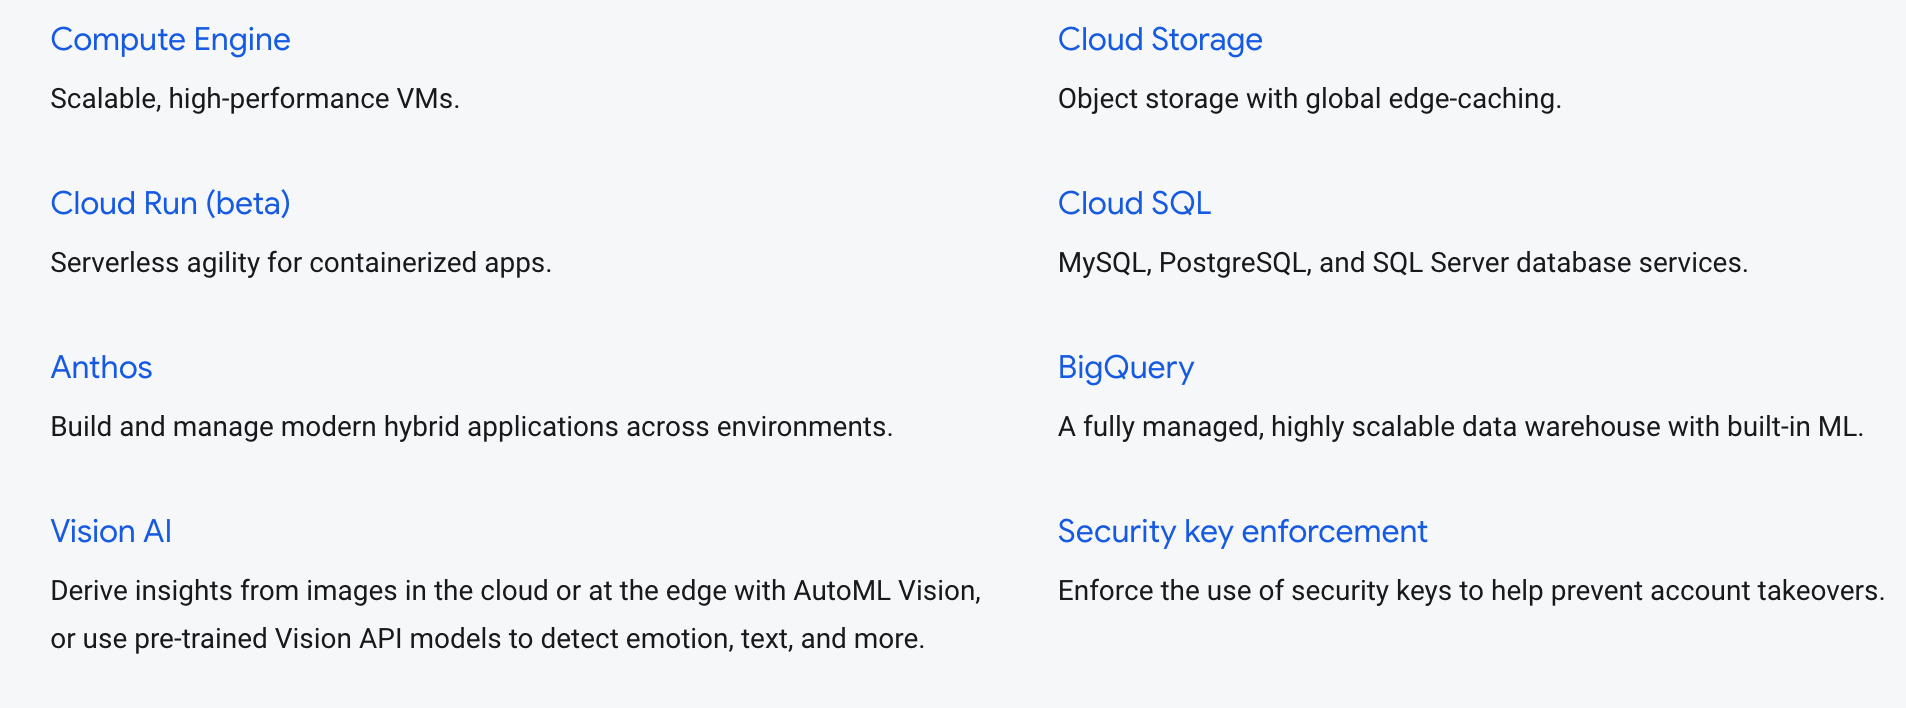 Compute Engine
Scalable, high-performance VMs.
Cloud Storage
Object storage with global edge-caching.
Cloud Run (beta)
Serverless agility for containerized apps.
Cloud SQL
MySQL, PostgreSQL, and SQL Server database services.
Anthos
Build and manage modern hybrid applications across environments.
BigQuery
A fully managed, highly scalable data warehouse with built-in ML.
Vision AI
Derive insights from images in the cloud or at the edge with AutoML Vision,
or use pre-trained Vision API models to detect emotion, text, and more.
Security key enforcement
Enforce the use of security keys to help prevent account takeovers.